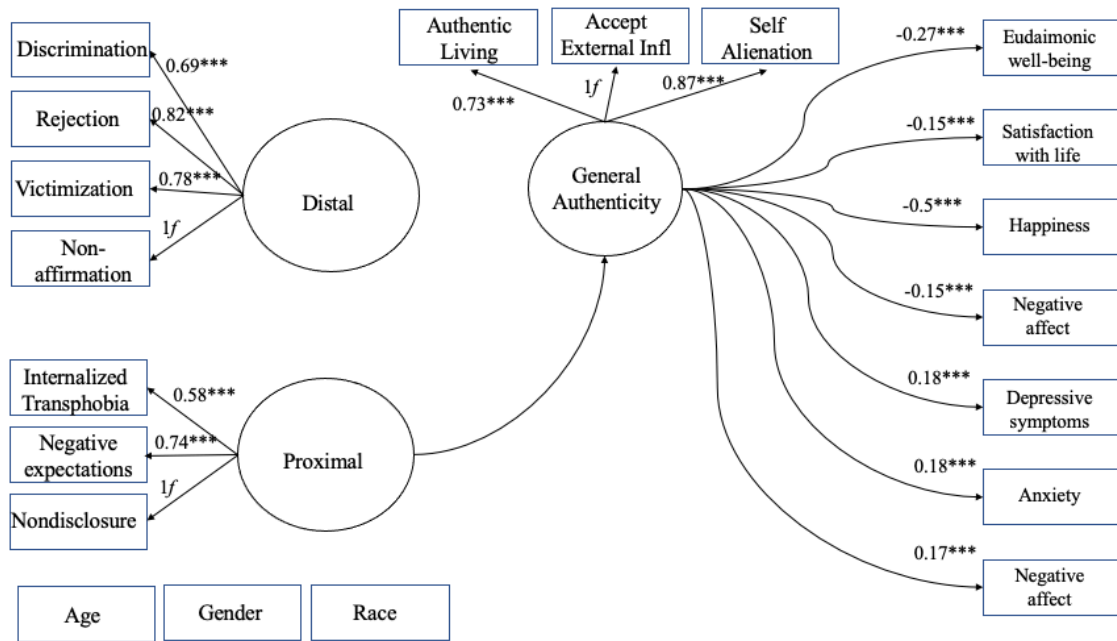 Discrimination
0.69***
Rejection
0.82***
Victimization
0.78***
Non-
affirmation
1f
Distal
Internalized
Transphobia
0.58***
Negative
expectations
0.74***
Nondisclosure
1f
Proximal
Age
Gender
Race
Authentic
Living
0.73***
Accept
External Infl
1f
Self
Alienation
0.87***
General
Authenticity
-0.27***
Eudaimonic
well-being
-0.15***
Satisfaction
with life
-0.5***
Happiness
-0.15***
Negative
affect
0.18***
Depressive
symptoms
0.18***
Anxiety
0.17***
Negative
affect